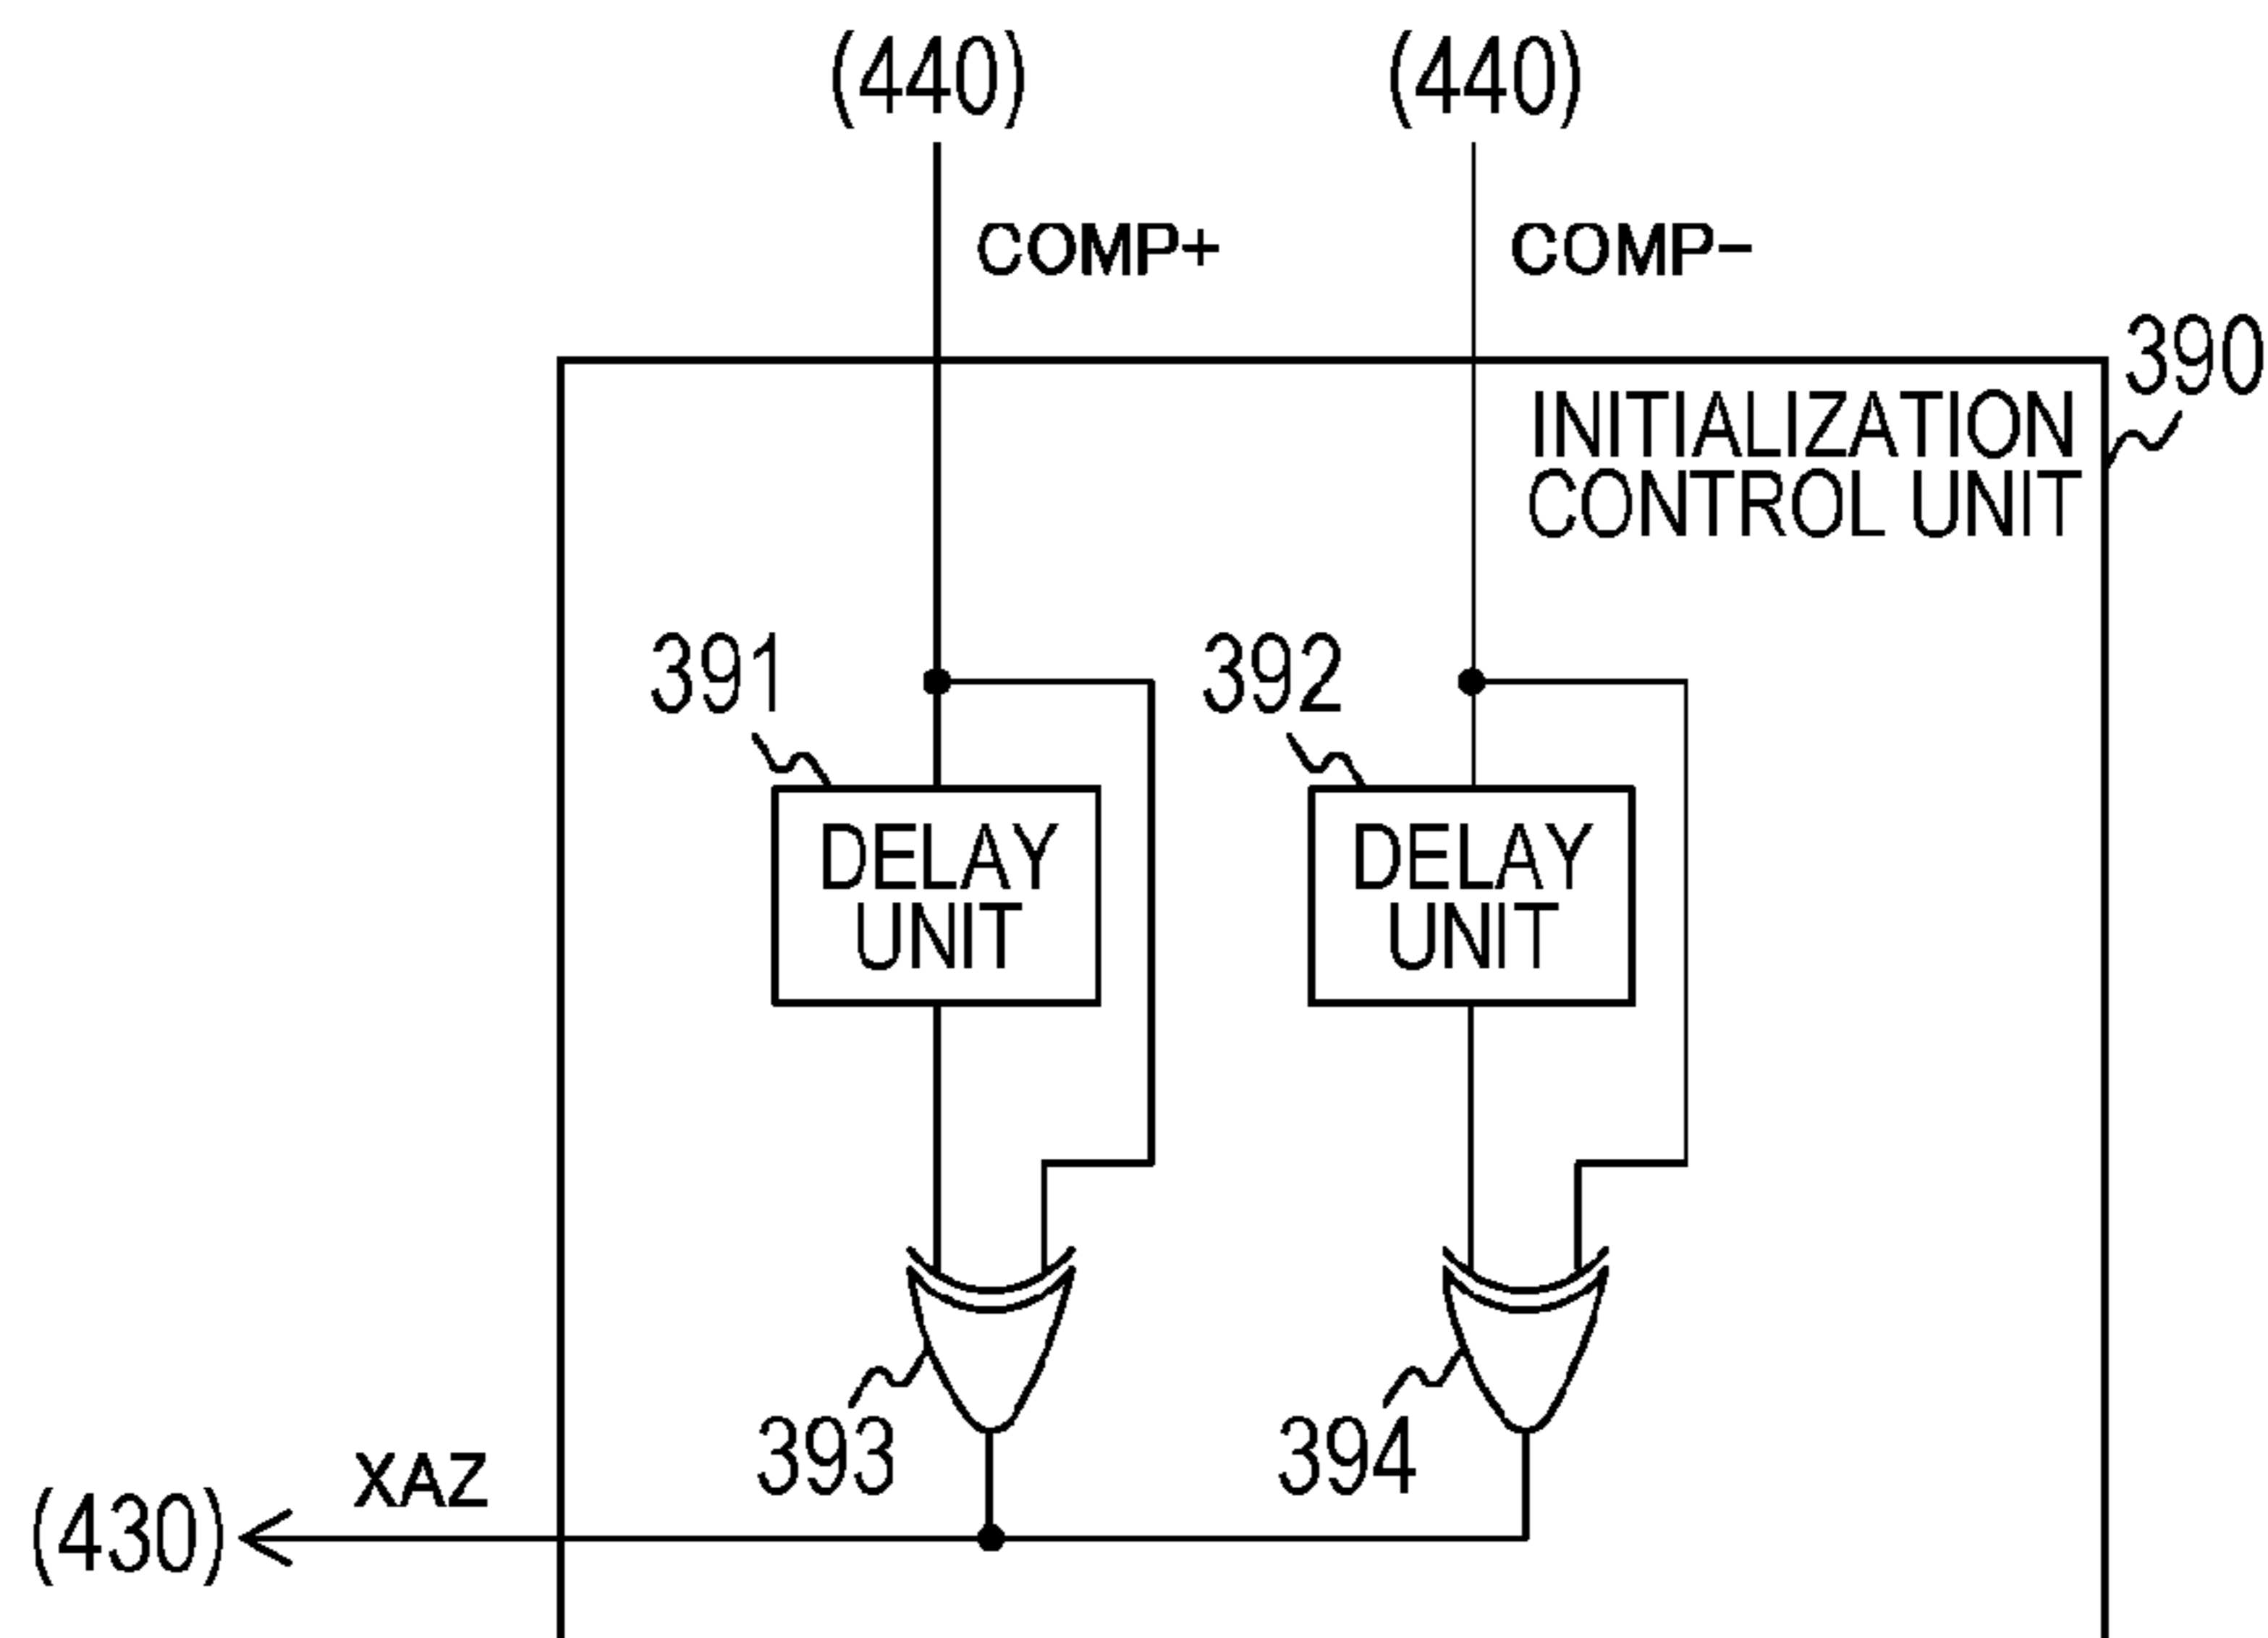 (440) (440)
COMP+ COMP−
390
INITIALIZATION
CONTROL UNIT
391 392
DELAY DELAY
UNIT UNIT
393 394
XAZ
(430)